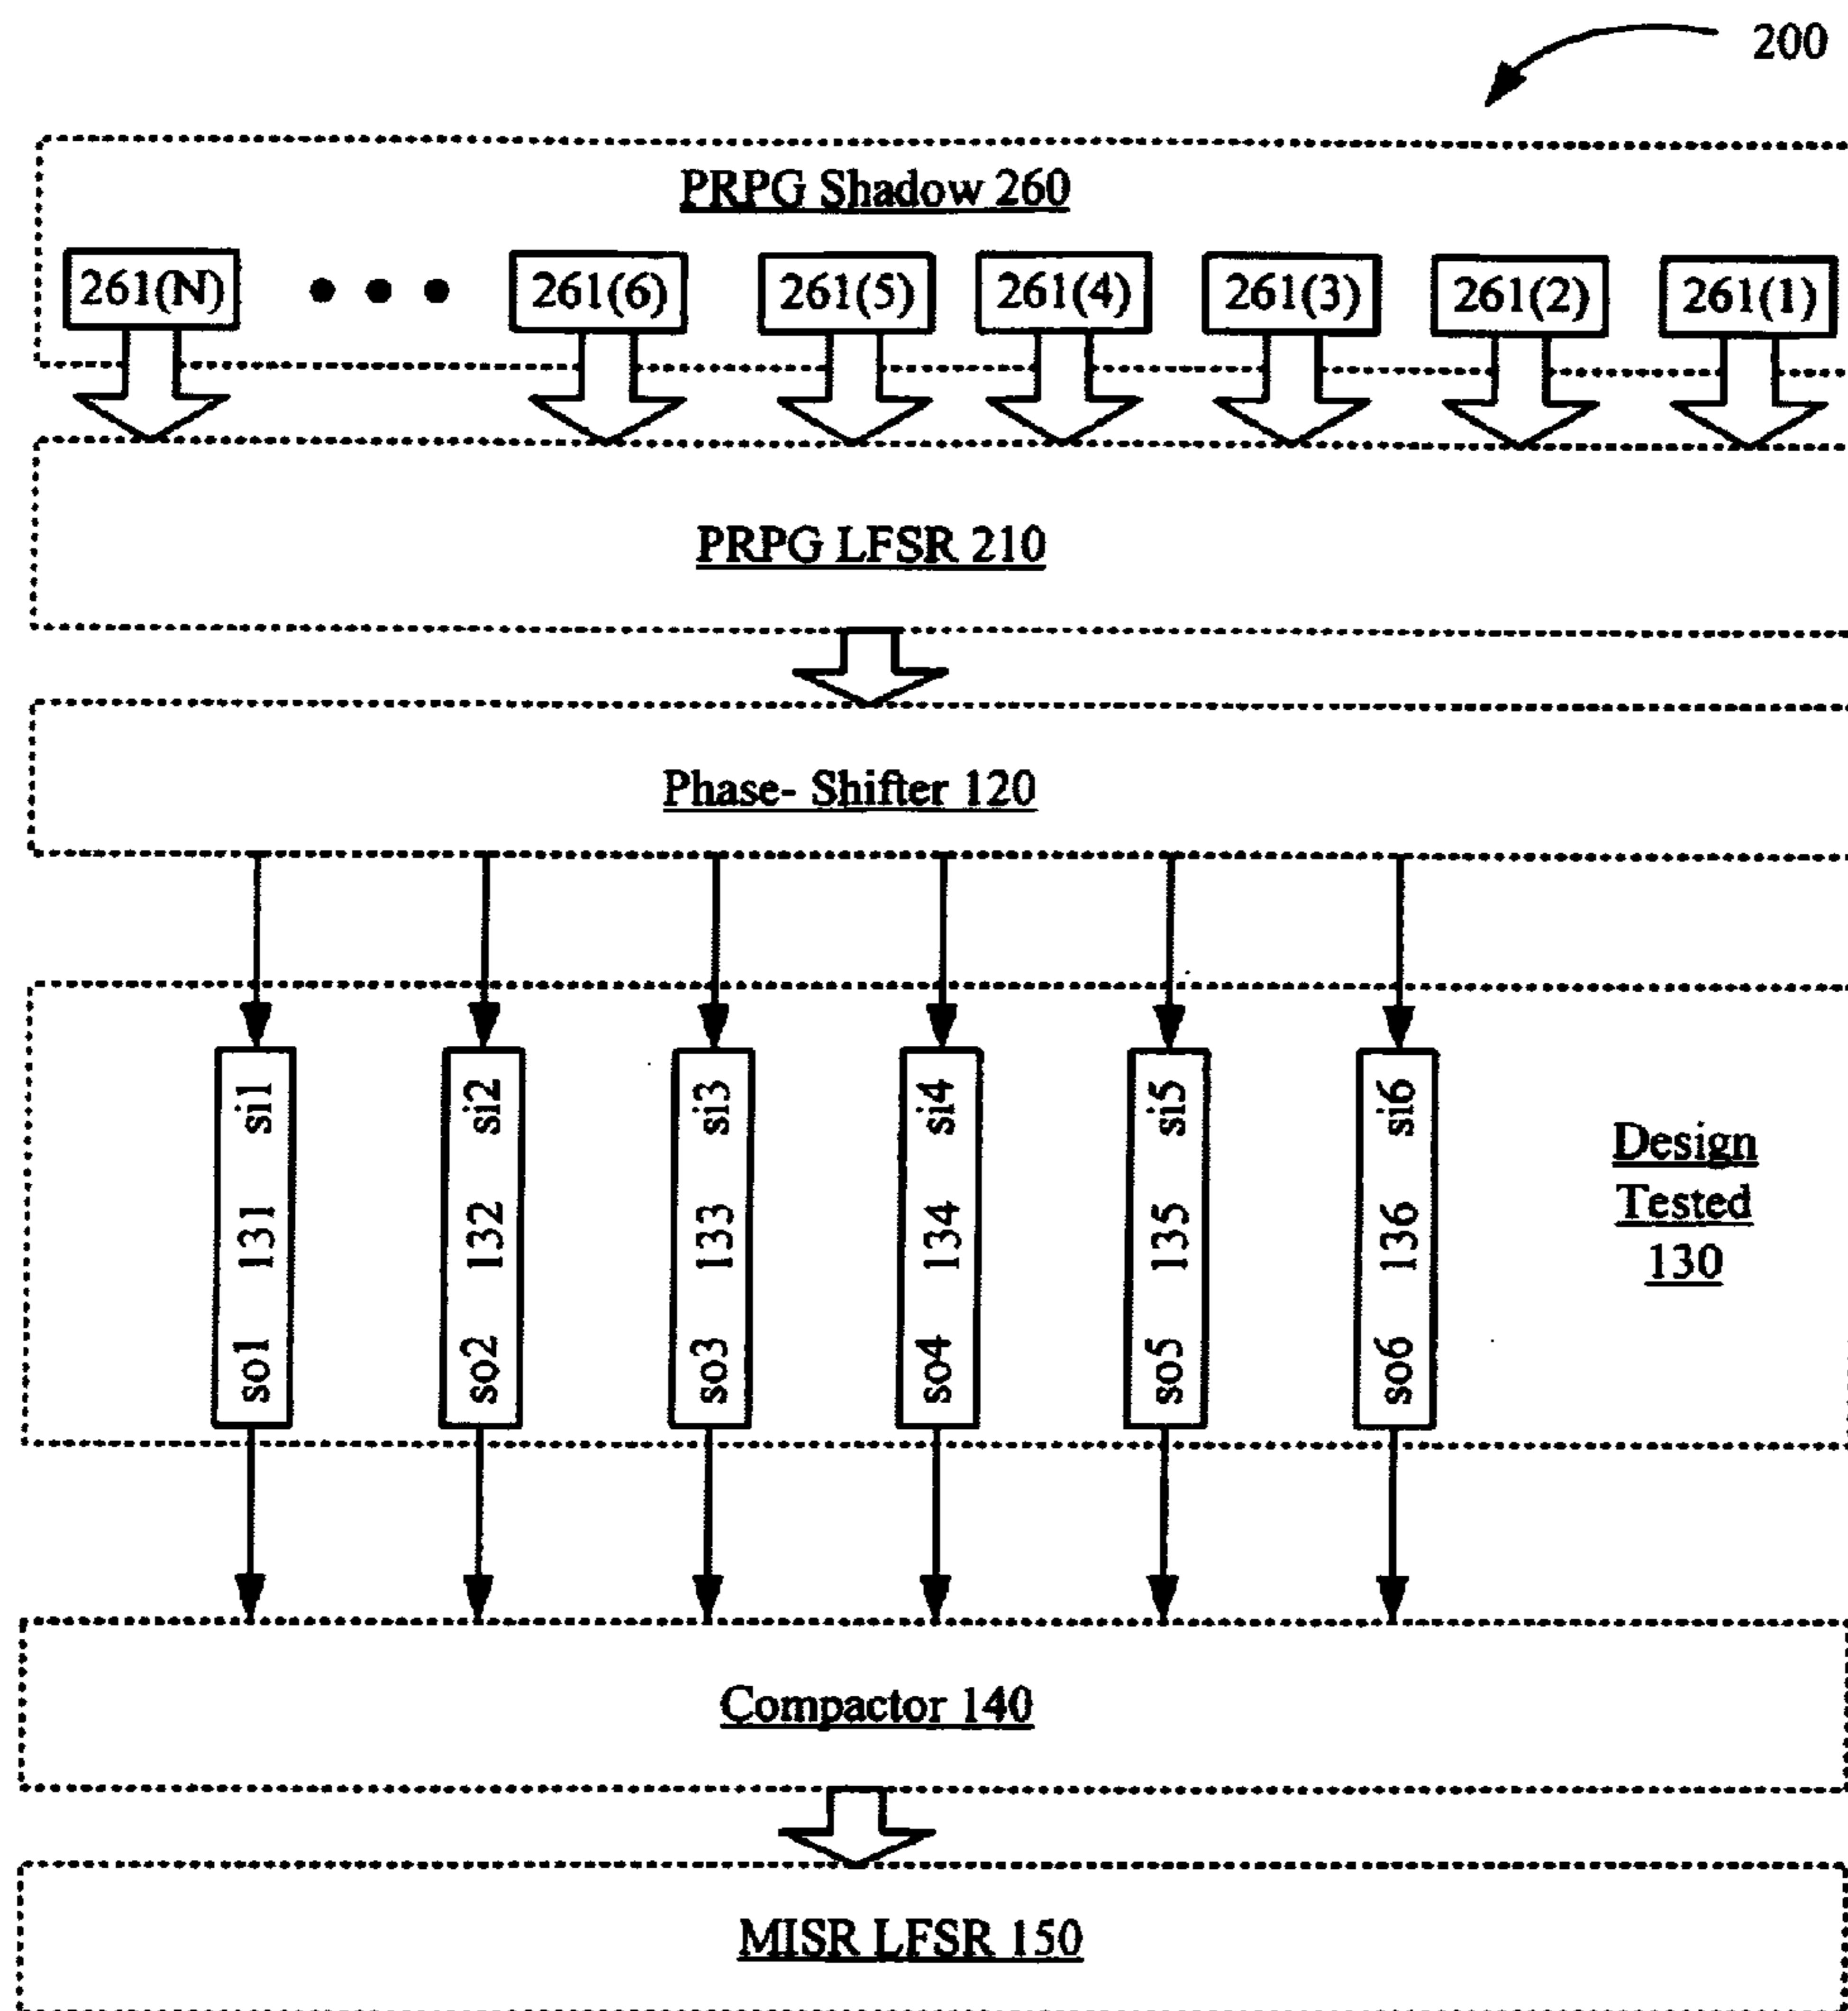 200
PRPG Shadow 260
261(N) • • • 261(6) 261(5) 261(4) 261(3) 261(2) 261(1)
PRPG LFSR 210
Phase- Shifter 120
so1 131 si1
so2 132 si2
so3 133 si3
so4 134 si4
so5 135 si5
so6 136 si6
Design
Tested
130
Compactor 140
MISR LFSR 150